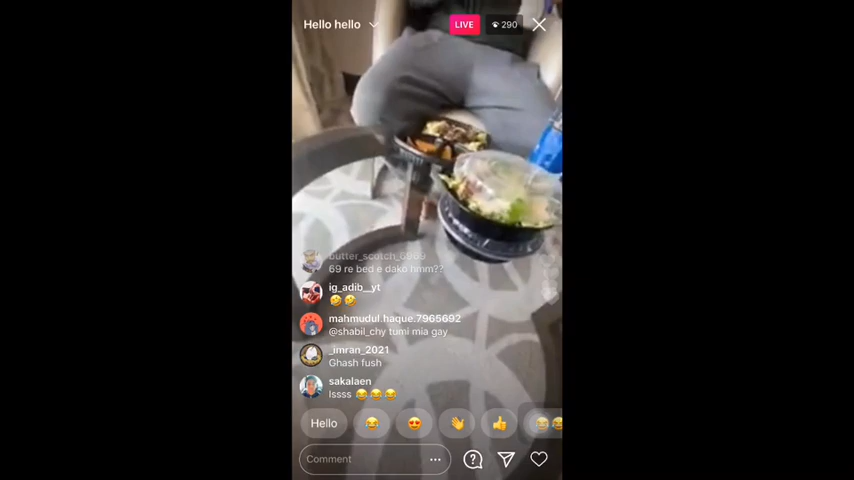 Hello hello
LIVE
290
butter_scotch_6969
69 re bed e dako hmm??
ig_adib__yt
🤣🤣
mahmudul.haque.7965692
@shabil_chy tumi mia gay
_imran_2021
Ghash fush
sakalaen
Issss 😂😂😂
Hello
Comment